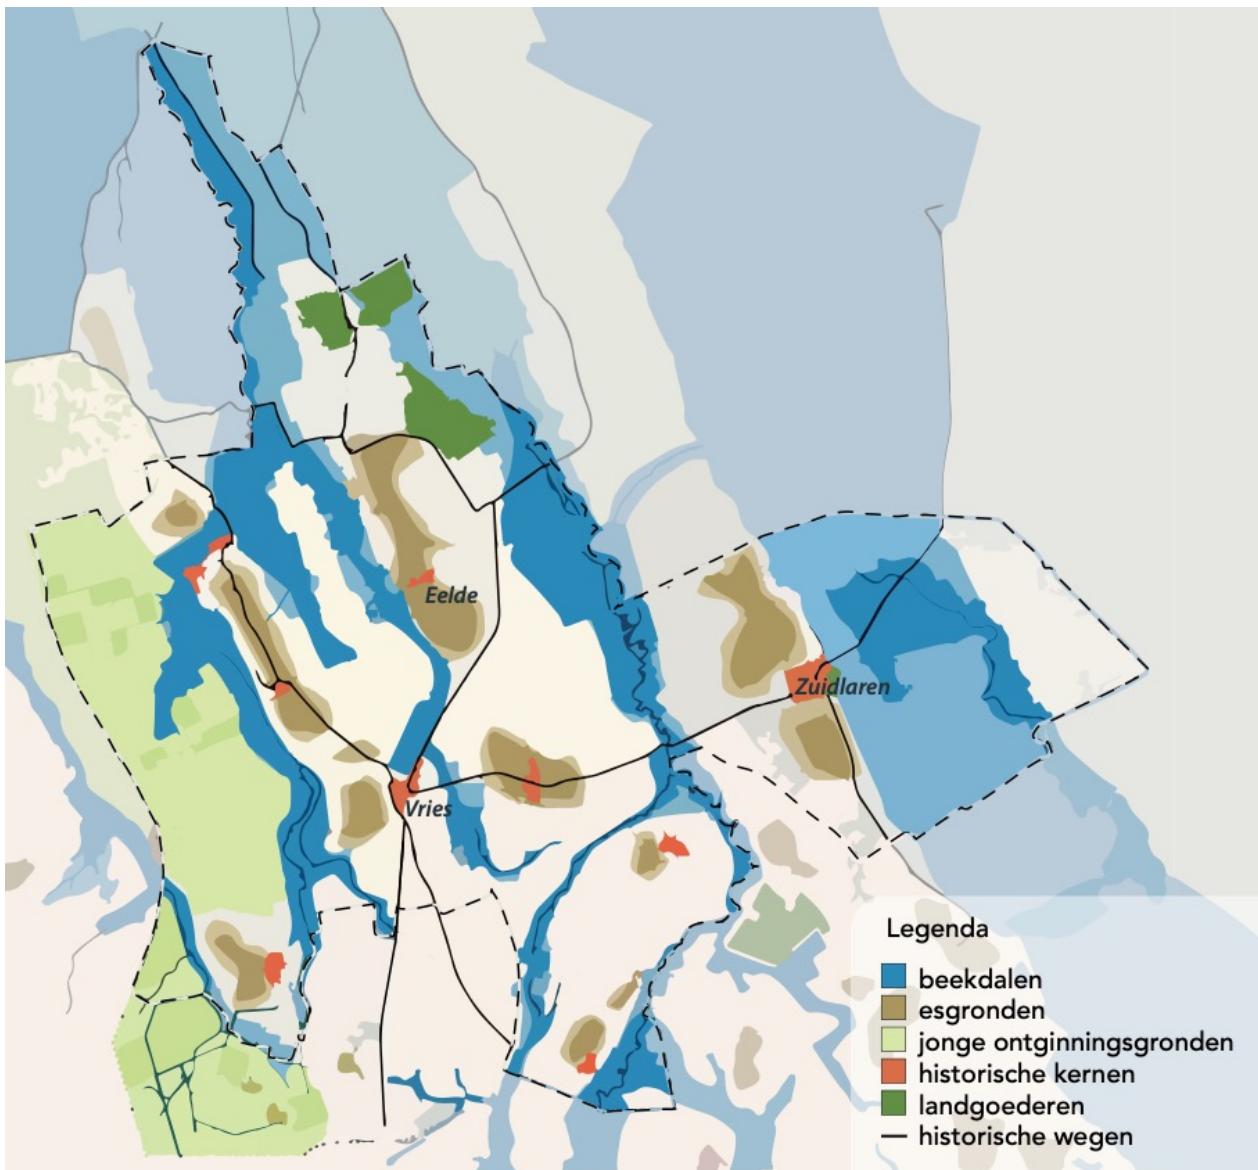 Eelde
Zuidlaren
Vries
Legenda
beekdalen
esgronden
jonge ontginningsgronden
historische kernen
landgoederen
historische wegen